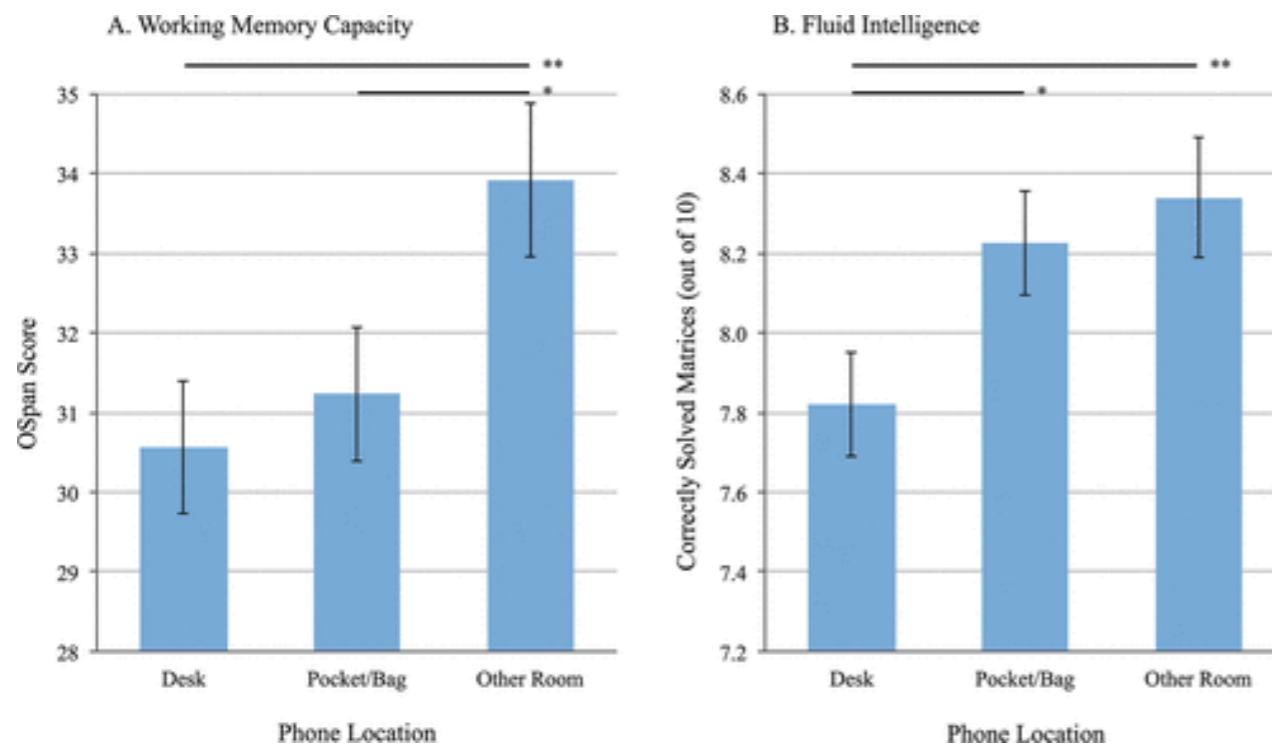 A. Working Memory Capacity
**
*
35
34
33
32
31
30
29
28
OSpan Score
Desk Pocket/Bag Other Room
Phone Location
B. Fluid Intelligence
**
*
8.6
8.4
8.2
8.0
7.8
7.6
7.4
7.2
Correctly Solved Matrices (out of 10)
Desk Pocket/Bag Other Room
Phone Location